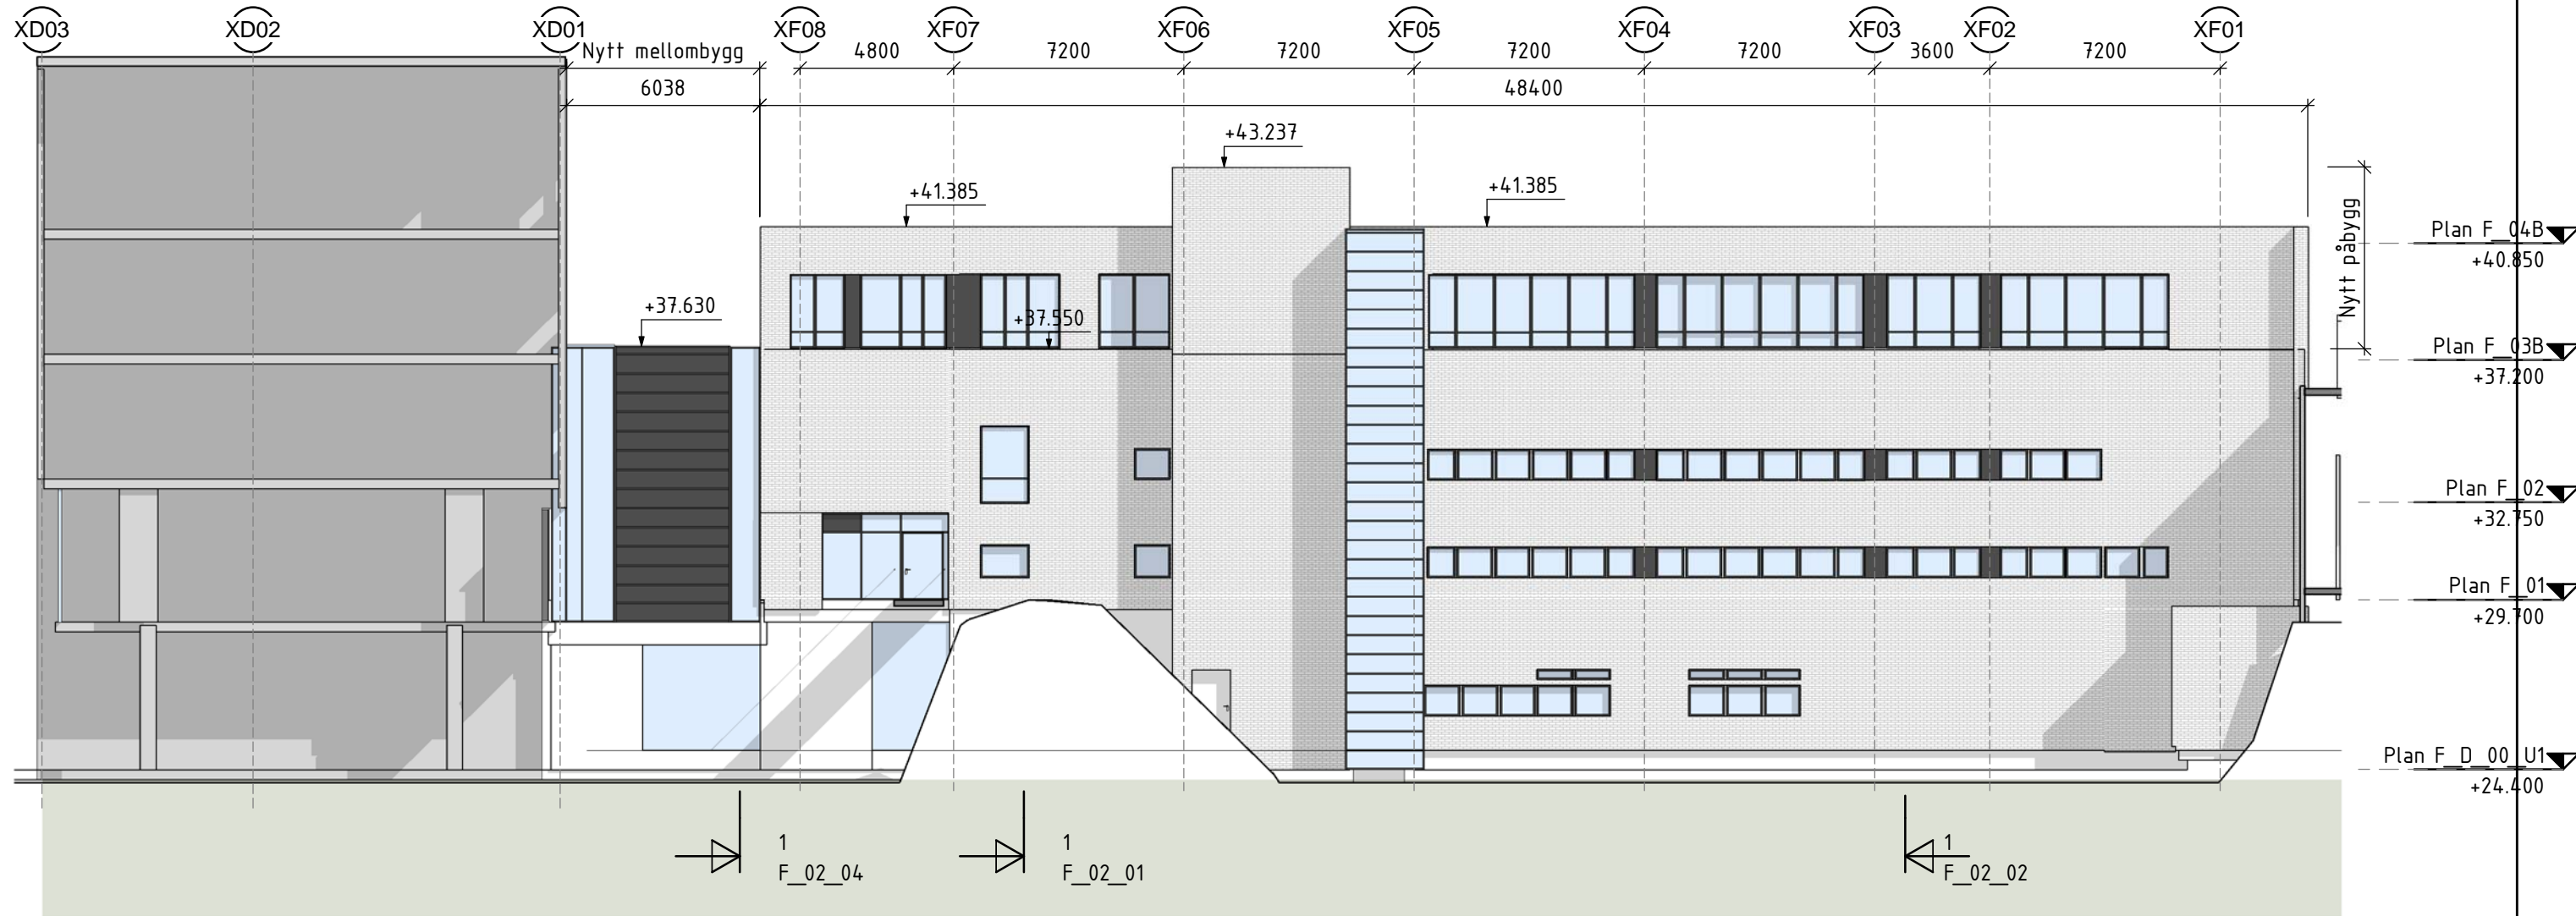 XD03 XD02 XD01 XF08 XF07 XF06 XF05 XF04 XF03 XF02 XF01
Nytt mellombygg 4800 7200 7200 7200 7200 3600 7200
6038 48400
+43.237
+41.385 +41.385
+37.630
+37.550
Nytt påbygg
Plan F_04B
+40.850
Plan F_03B
+37.200
Plan F_02
+32.750
Plan F_01
+29.700
Plan F_D_00_U1
+24.400
1
F_02_04
1
F_02_01
1
F_02_02